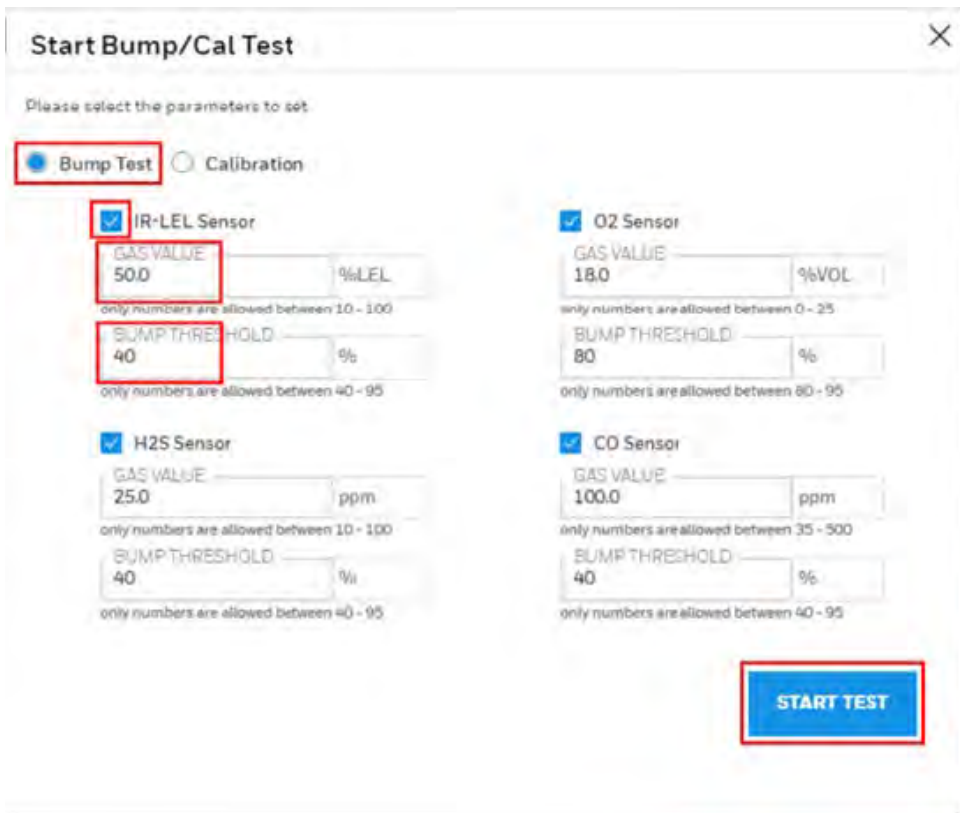 Start Bump/Cal Test
Please select the parameters to set
Bump Test Calibration
IR-LEL Sensor
GAS VALUE
50.0 %LEL
only numbers are allowed between 10 - 100
BUMP THRESHOLD
40 %
only numbers are allowed between 40 - 95
O2 Sensor
GAS VALUE
18.0 %VOL
only numbers are allowed between 0 - 25
BUMP THRESHOLD
80 %
only numbers are allowed between 80 - 95
H2S Sensor
GAS VALUE
25.0 ppm
only numbers are allowed between 10 - 100
BUMP THRESHOLD
40 %
only numbers are allowed between 40 - 95
CO Sensor
GAS VALUE
100.0 ppm
only numbers are allowed between 35 - 500
BUMP THRESHOLD
40 %
only numbers are allowed between 40 - 95
START TEST